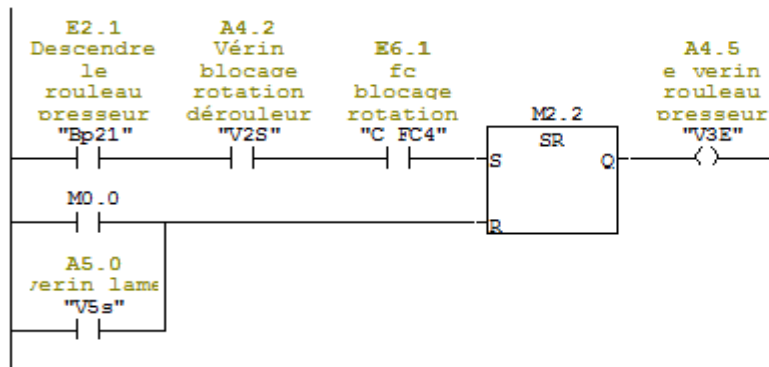 E2.1
Descendre
le
rouleau
presseur
"Bp21"
A4.2
Vérin
blocage
rotation
dérouleur
"V2S"
E6.1
fc
blocage
rotation
"C_FC4"
A4.5
e verin
rouleau
presseur
"V3E"
M2.2
SR
S
Q
M0.0
R
A5.0
verin lame
"V5s"